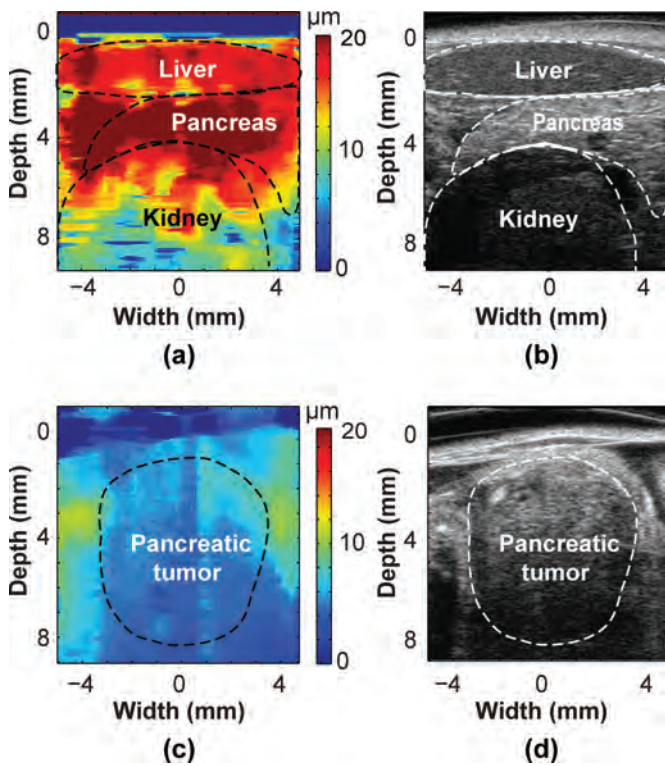 µm
0
4
8
Depth (mm)
Liver
Pancreas
Kidney
20
10
0
−4
0
4
Width (mm)
(a)
0
4
8
Depth (mm)
Liver
Pancreas
Kidney
−4
0
4
Width (mm)
(b)
µm
0
4
8
Depth (mm)
Pancreatic
tumor
20
10
0
−4
0
4
Width (mm)
(c)
0
4
8
Depth (mm)
Pancreatic
tumor
−4
0
4
Width (mm)
(d)